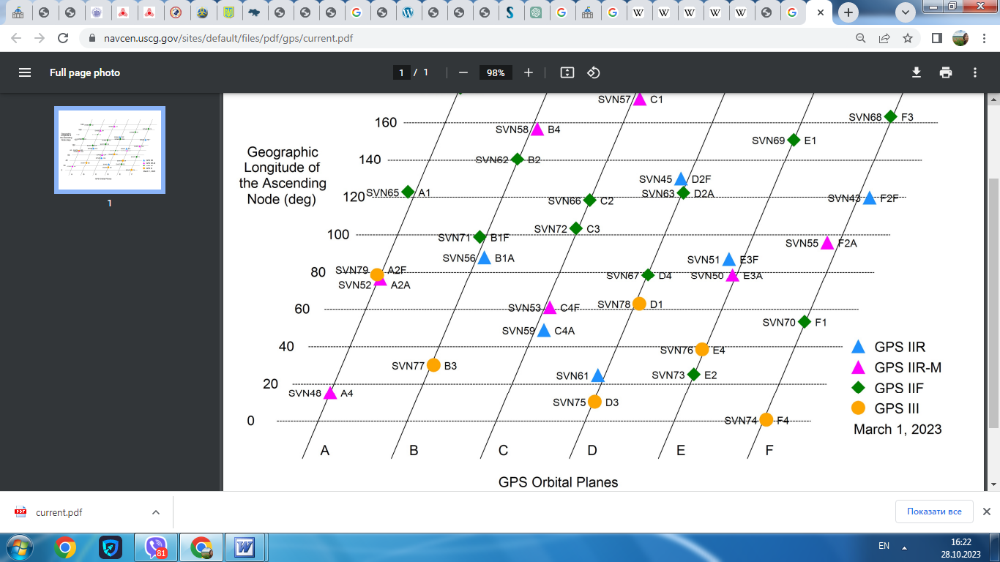 navcen.uscg.gov/sites/default/files/pdf/gps/current.pdf
Full page photo
1 / 1
98%
1
SVN57 C1
160
SVN68 F3
SVN58 B4
SVN69 E1
Geographic
Longitude of
the Ascending
Node (deg)
140
SVN62 B2
SVN45 D2F
SVN65 A1
SVN63 D2A
120
SVN66 C2
SVN43 F2F
SVN72 C3
100
SVN71 B1F
SVN55 F2A
SVN56 B1A
SVN51 E3F
SVN79 A2F
80
SVN67 D4
SVN50 E3A
SVN52 A2A
SVN78 D1
60
SVN53 C4F
SVN70 F1
SVN59 C4A
40
SVN76 E4
GPS IIR
SVN77 B3
GPS IIR-M
SVN61
SVN73 E2
20
GPS IIF
SVN48 A4
SVN75 D3
GPS III
0
SVN74 F4
March 1, 2023
A B C D E F
GPS Orbital Planes
current.pdf
Показати все
81
EN
16:22
28.10.2023